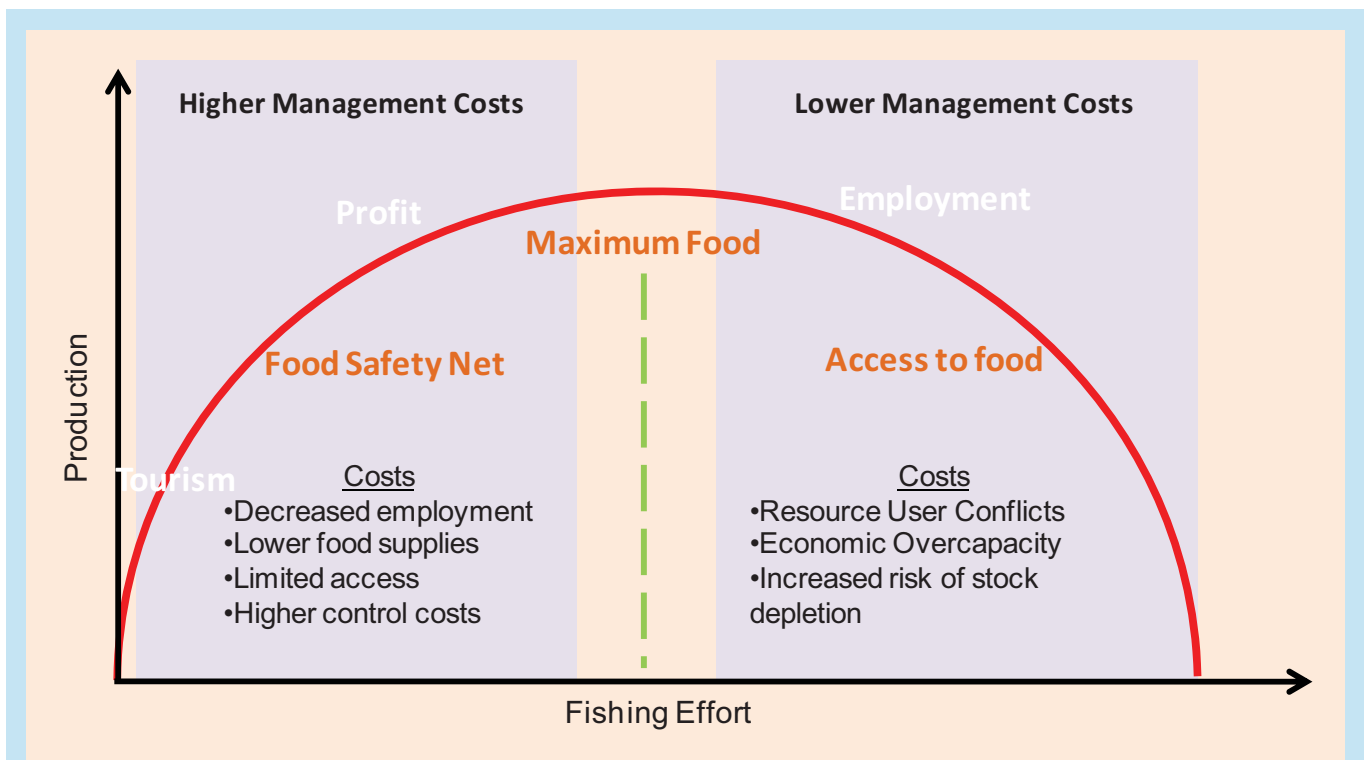 Higher Management Costs
Lower Management Costs
Profit
Employment
Maximum Food
Food Safety Net
Access to food
Production
Tourism
Costs
•Decreased employment
•Lower food supplies
•Limited access
•Higher control costs
Costs
•Resource User Conflicts
•Economic Overcapacity
•Increased risk of stock
depletion
Fishing Effort